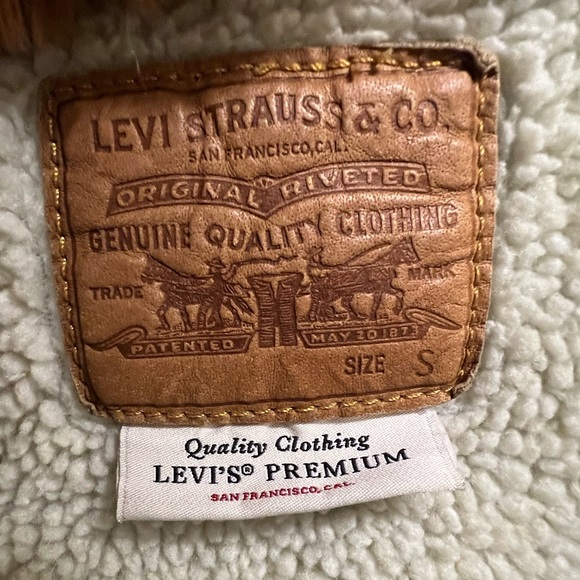 LEVI STRAUSS & CO.
SAN FRANCISCO, CAL.
ORIGINAL RIVETED
GENUINE QUALITY CLOTHING
TRADE MARK
PATENTED MAY 20 1873
SIZE S
Quality Clothing
LEVI'S® PREMIUM
SAN FRANCISCO, CAL.